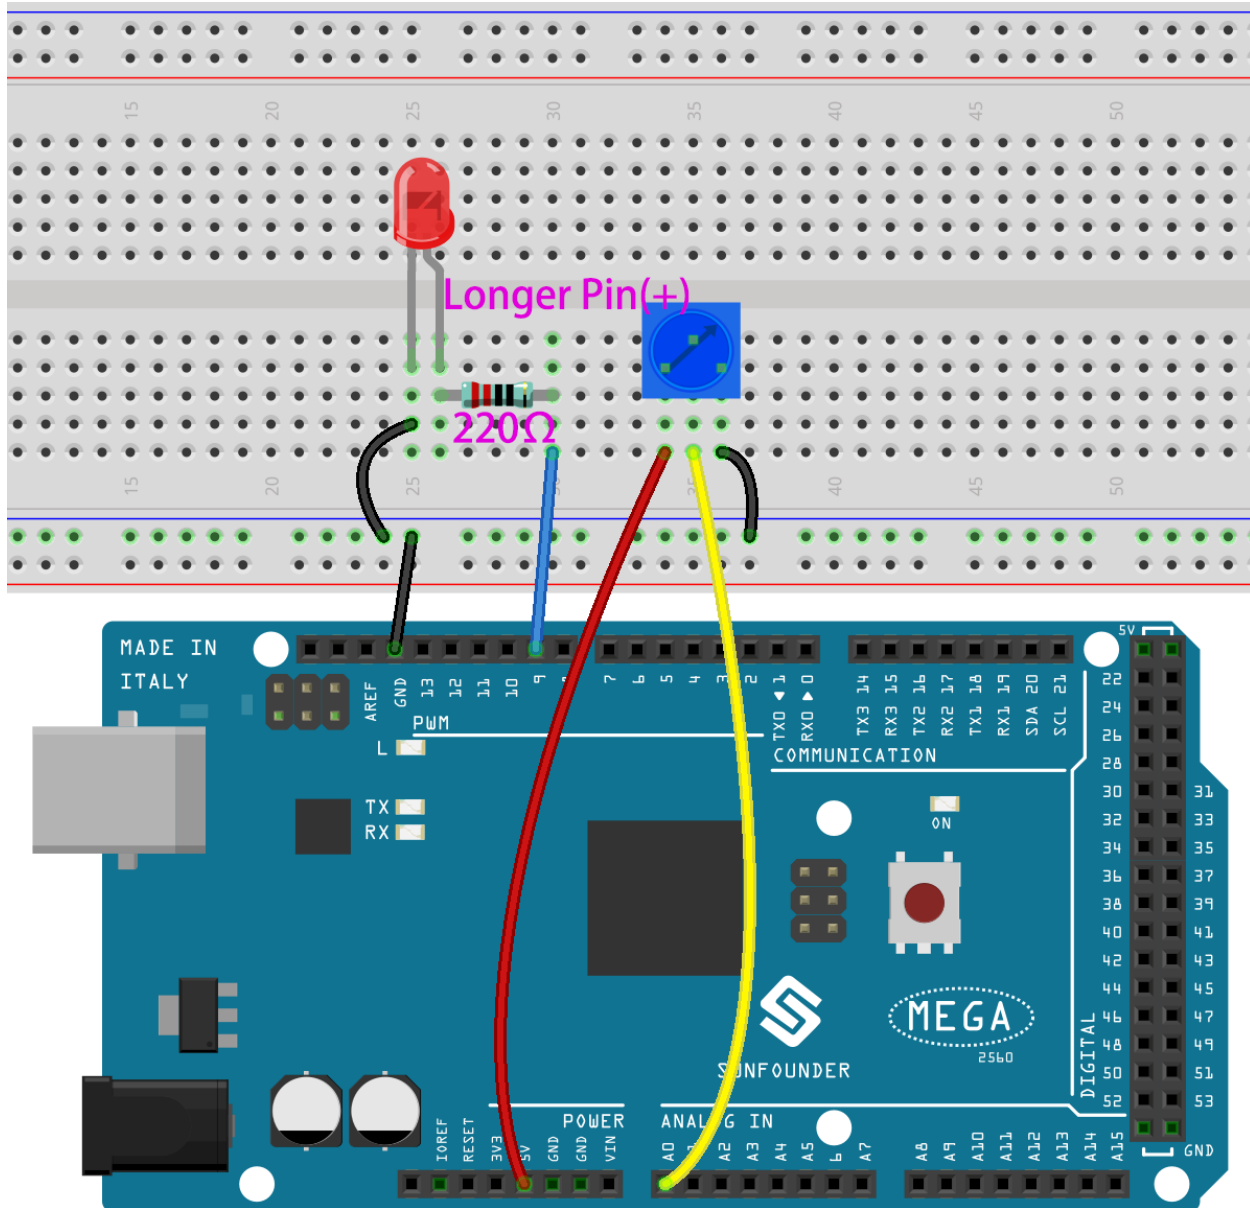 15 20 25 30 35 40 45 50
Longer Pin(+)
220Ω
15 20 25 35 40 45 50
MADE IN
ITALY
AREF GND 13 12 11 10 9 7 6 5 4 3 2 TX0 ◀ 1 RX0 ▶ 0
TX3 14 RX3 15 TX2 16 RX2 17 TX1 18 RX1 19 SDA 20 SCL 21
5V
PWM
COMMUNICATION
L
TX
RX
ON
22
24
26
28
30 31
32 33
34 35
36 37
38 39
40 41
42 43
44 45
46 47
48 49
50 51
52 53
DIGITAL
GND
MEGA
2560
SUNFOUNDER
POWER
ANALOG IN
IOREF RESET 3V3 5V GND GND VIN
A0 A2 A3 A4 A5 6 A7
A8 A9 A10 A11 A12 A13 A14 A15